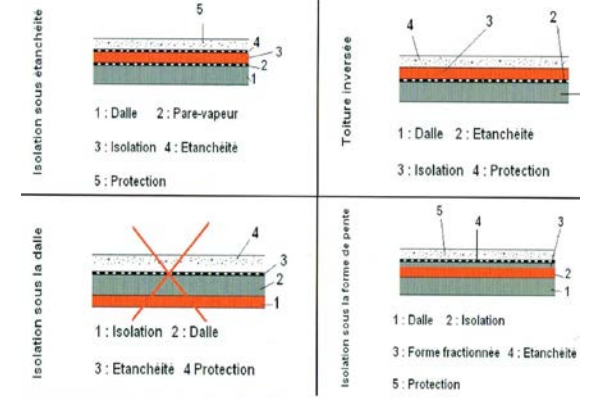 Isolation sous étanchéité
5
4
3
2
1
1 : Dalle 2 : Pare-vapeur
3 : Isolation 4 : Etanchéité
5 : Protection
Toiture inversée
4
3
2
1 : Dalle 2 : Etanchéité
3 : Isolation 4 : Protection
Isolation sous la dalle
4
3
2
1
1 : Isolation 2 : Dalle
3 : Etanchéité 4 Protection
Isolation sous la forme de pente
5
4
3
2
1
1 : Dalle 2 : Isolation
3 : Forme fractionnée 4 : Etanchéité
5 : Protection